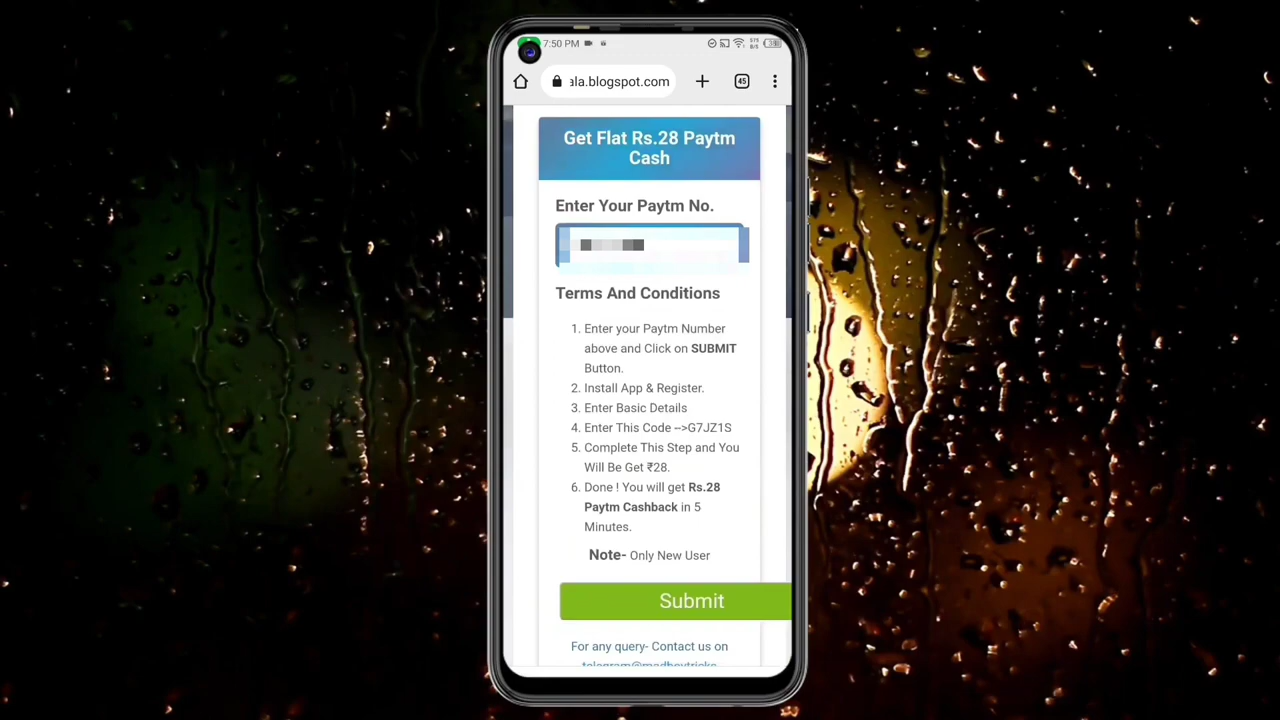 7:50 PM
ala.blogspot.com
45
Get Flat Rs.28 Paytm
Cash
Enter Your Paytm No.
Terms And Conditions
1. Enter your Paytm Number
above and Click on SUBMIT
Button.
2. Install App & Register.
3. Enter Basic Details
4. Enter This Code -->G7JZ1S
5. Complete This Step and You
Will Be Get ₹28.
6. Done ! You will get Rs.28
Paytm Cashback in 5
Minutes.
Note- Only New User
Submit
For any query- Contact us on
telegram@madboytricks